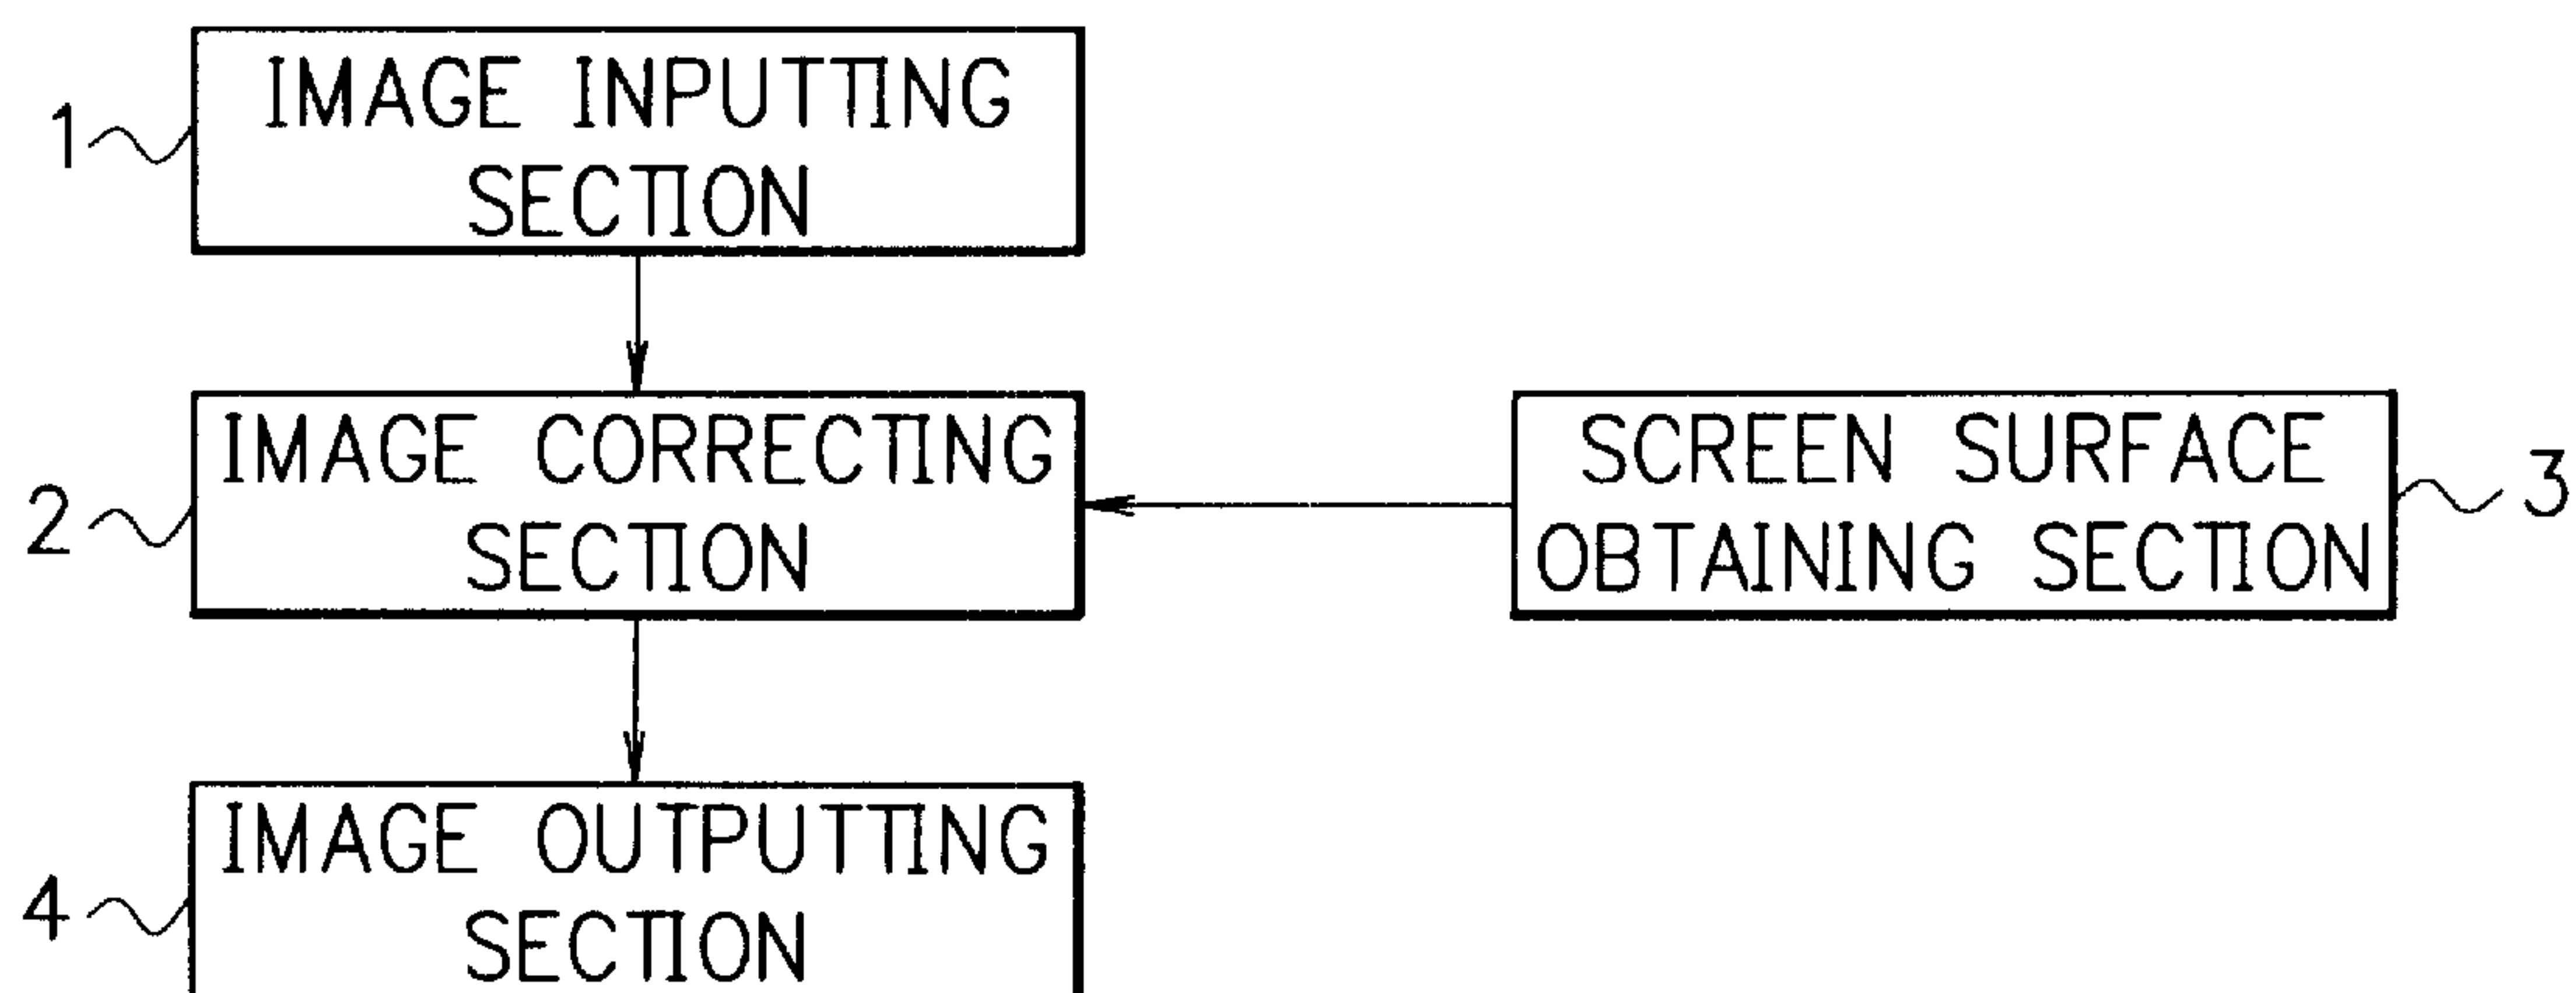 IMAGE INPUTTING
SECTION
1
IMAGE CORRECTING
SECTION
2
SCREEN SURFACE
OBTAINING SECTION
3
IMAGE OUTPUTTING
SECTION
4